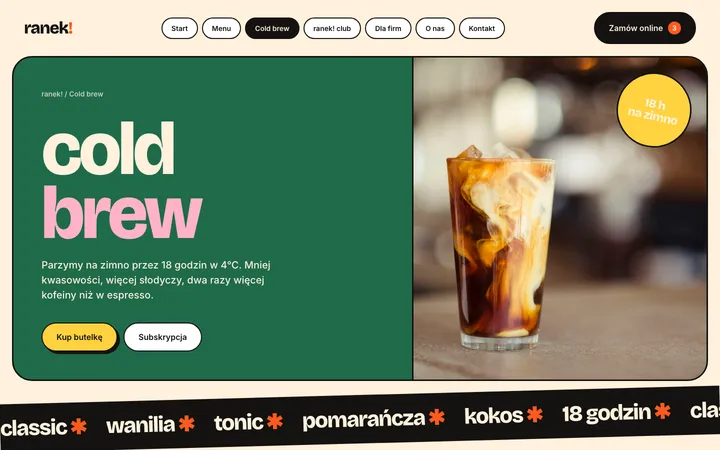 ranek!
Start
Menu
Cold brew
ranek! club
Dla firm
O nas
Kontakt
Zamów online 3
ranek! / Cold brew
cold
brew
18 h
na zimno
Parzymy na zimno przez 18 godzin w 4°C. Mniej
kwasowości, więcej słodyczy, dwa razy więcej
kofeiny niż w espresso.
Kup butelkę
Subskrypcja
classic * wanilia * tonic * pomarańcza * kokos * 18 godzin * clas